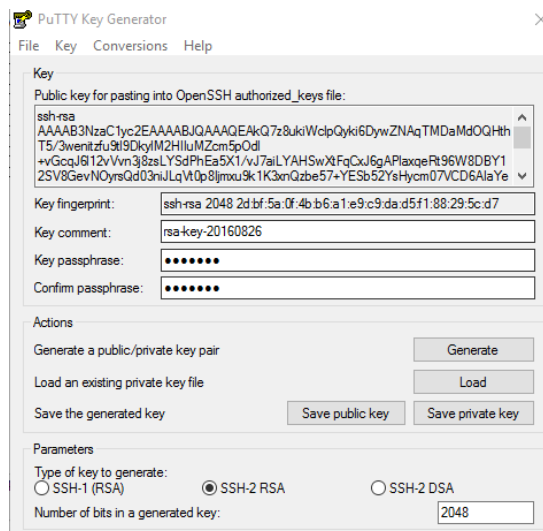 PuTTY Key Generator
File Key Conversions Help
Key
Public key for pasting into OpenSSH authorized_keys file:
ssh-rsa
AAAAB3NzaC1yc2EAAAABJQAAAQEAkQ7z8ukiWclpQyki6DywZNAqTMDaMdOQHth
T5/3wenitzfu9tl9DkylM2HIluMZcm5pOdl
+vGcqJ6l12vVvn3j8zsLYSdPhEa5X1/vJ7aiLYAHSwXtFqCxJ6gAPlaxqeRt96W8DBY1
2SV8GevNOyrsQd03niJLqVt0p8ljmxu9k1K3xnQzbe57+YESb52YsHycm07VCD6AlaYe
Key fingerprint: ssh-rsa 2048 2d:bf:5a:0f:4b:b6:a1:e9:c9:da:d5:f1:88:29:5c:d7
Key comment: rsa-key-20160826
Key passphrase: •••••••
Confirm passphrase: •••••••
Actions
Generate a public/private key pair Generate
Load an existing private key file Load
Save the generated key Save public key Save private key
Parameters
Type of key to generate:
SSH-1 (RSA) SSH-2 RSA SSH-2 DSA
Number of bits in a generated key: 2048